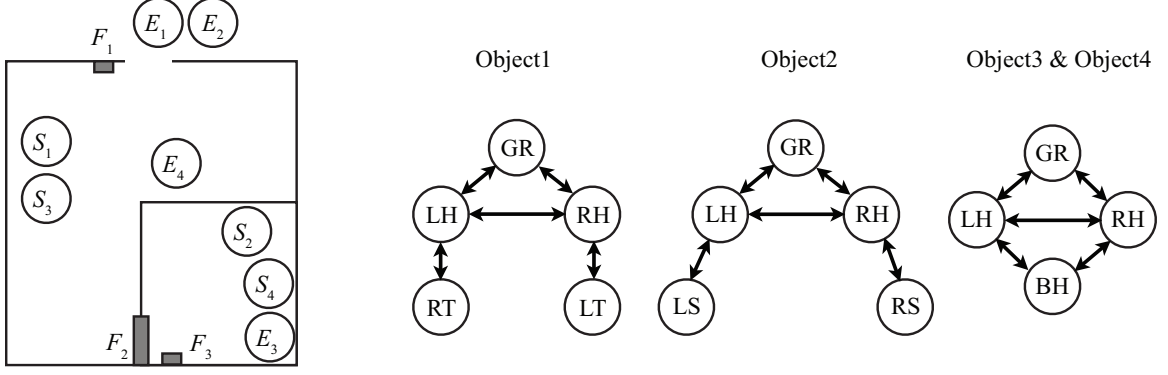 E₁ E₂
F₁
S₁
E₄
S₃
S₂
S₄
E₃
F₂ F₃
Object1
GR
LH RH
RT LT
Object2
GR
LH RH
LS RS
Object3 & Object4
GR
LH RH
BH